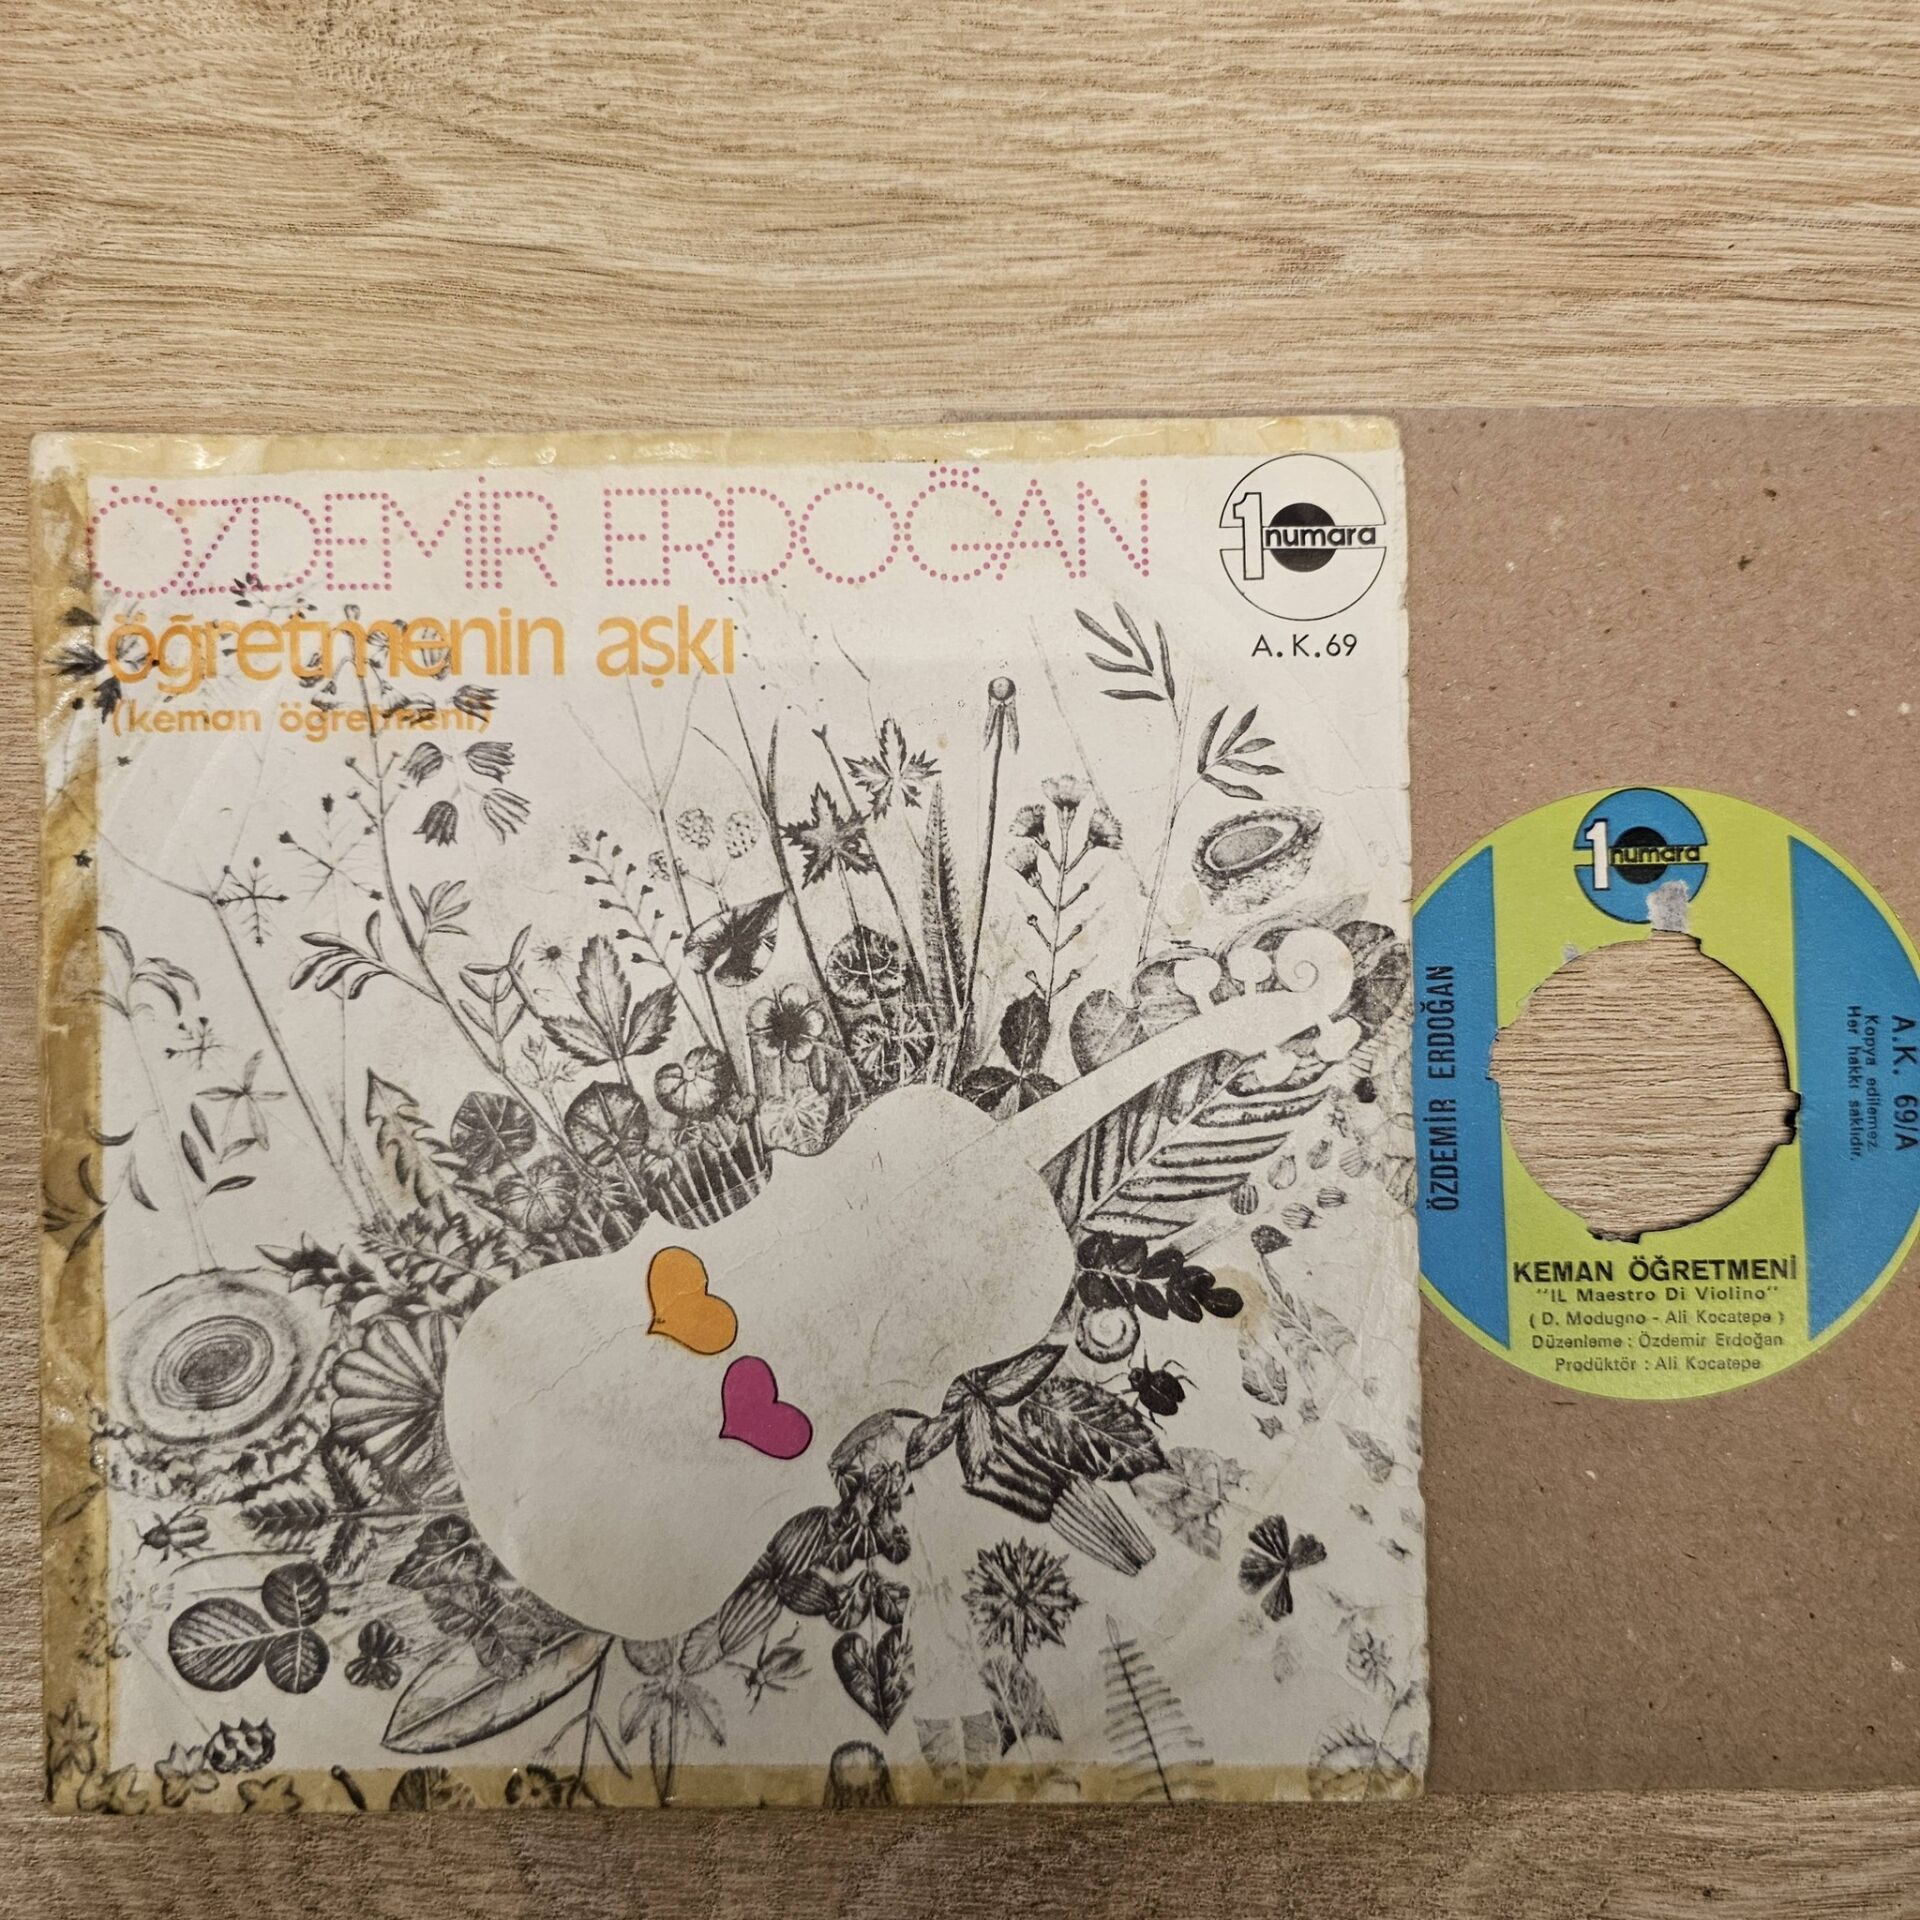 ÖZDEMİR ERDOĞAN
öğretmenin aşkı
(keman öğretmeni)
1 numara
A. K. 69
1 numara
ÖZDEMİR ERDOĞAN
A. K. 69/A
Kopya edilemez
Her hakkı saklıdır.
KEMAN ÖĞRETMENİ
"IL Maestro Di Violino"
( D. Modugno - Ali Kocatepe )
Düzenleme : Özdemir Erdoğan
Prodüktör : Ali Kocatepe